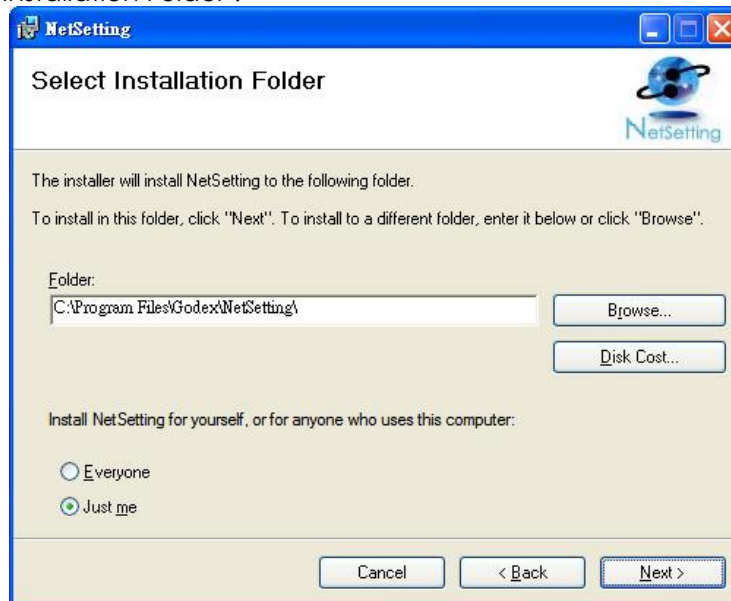 Installation Folder".
NetSetting
Select Installation Folder
NetSetting
The installer will install NetSetting to the following folder.
To install in this folder, click "Next". To install to a different folder, enter it below or click "Browse".
Folder:
C:\Program Files\Godex\NetSetting\
Browse...
Disk Cost...
Install NetSetting for yourself, or for anyone who uses this computer:
Everyone
Just me
Cancel
< Back
Next >